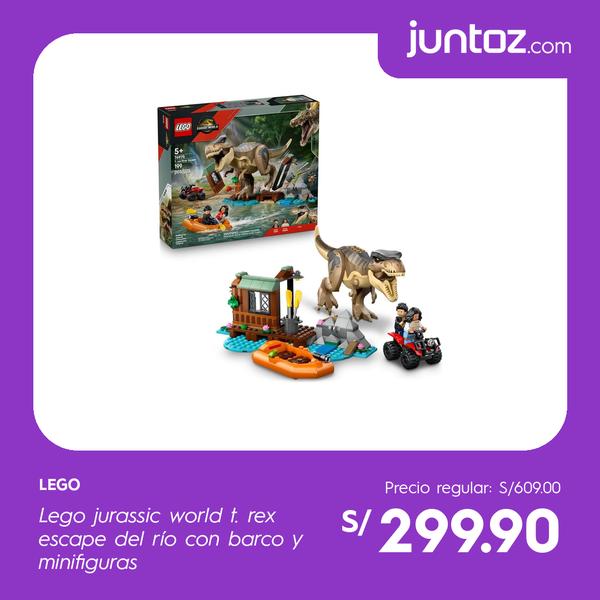 juntoz.com
LEGO
JURASSIC WORLD
5+
LEGO
Precio regular: S/609.00
Lego jurassic world t. rex
escape del río con barco y
minifiguras
S/ 299.90